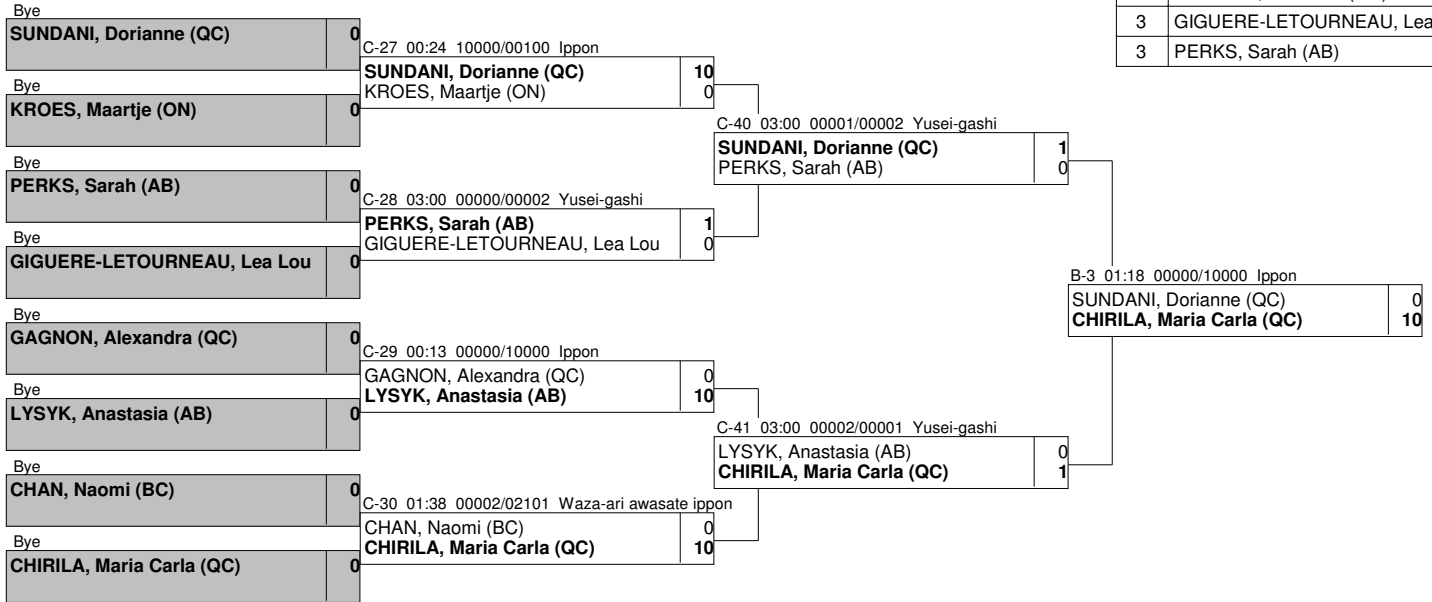 Bye
SUNDANI, Dorianne (QC) 0
Bye
KROES, Maartje (ON) 0
Bye
PERKS, Sarah (AB) 0
Bye
GIGUERE-LETOURNEAU, Lea Lou 0
Bye
GAGNON, Alexandra (QC) 0
Bye
LYSYK, Anastasia (AB) 0
Bye
CHAN, Naomi (BC) 0
Bye
CHIRILA, Maria Carla (QC) 0
C-27 00:24 10000/00100 Ippon
SUNDANI, Dorianne (QC) 10
KROES, Maartje (ON) 0
C-28 03:00 00000/00002 Yusei-gashi
PERKS, Sarah (AB) 1
GIGUERE-LETOURNEAU, Lea Lou 0
C-29 00:13 00000/10000 Ippon
GAGNON, Alexandra (QC) 0
LYSYK, Anastasia (AB) 10
C-30 01:38 00002/02101 Waza-ari awasate ippon
CHAN, Naomi (BC) 0
CHIRILA, Maria Carla (QC) 10
C-40 03:00 00001/00002 Yusei-gashi
SUNDANI, Dorianne (QC) 1
PERKS, Sarah (AB) 0
C-41 03:00 00002/00001 Yusei-gashi
LYSYK, Anastasia (AB) 0
CHIRILA, Maria Carla (QC) 1
B-3 01:18 00000/10000 Ippon
SUNDANI, Dorianne (QC) 0
CHIRILA, Maria Carla (QC) 10
3 GIGUERE-LETOURNEAU, Lea
3 PERKS, Sarah (AB)